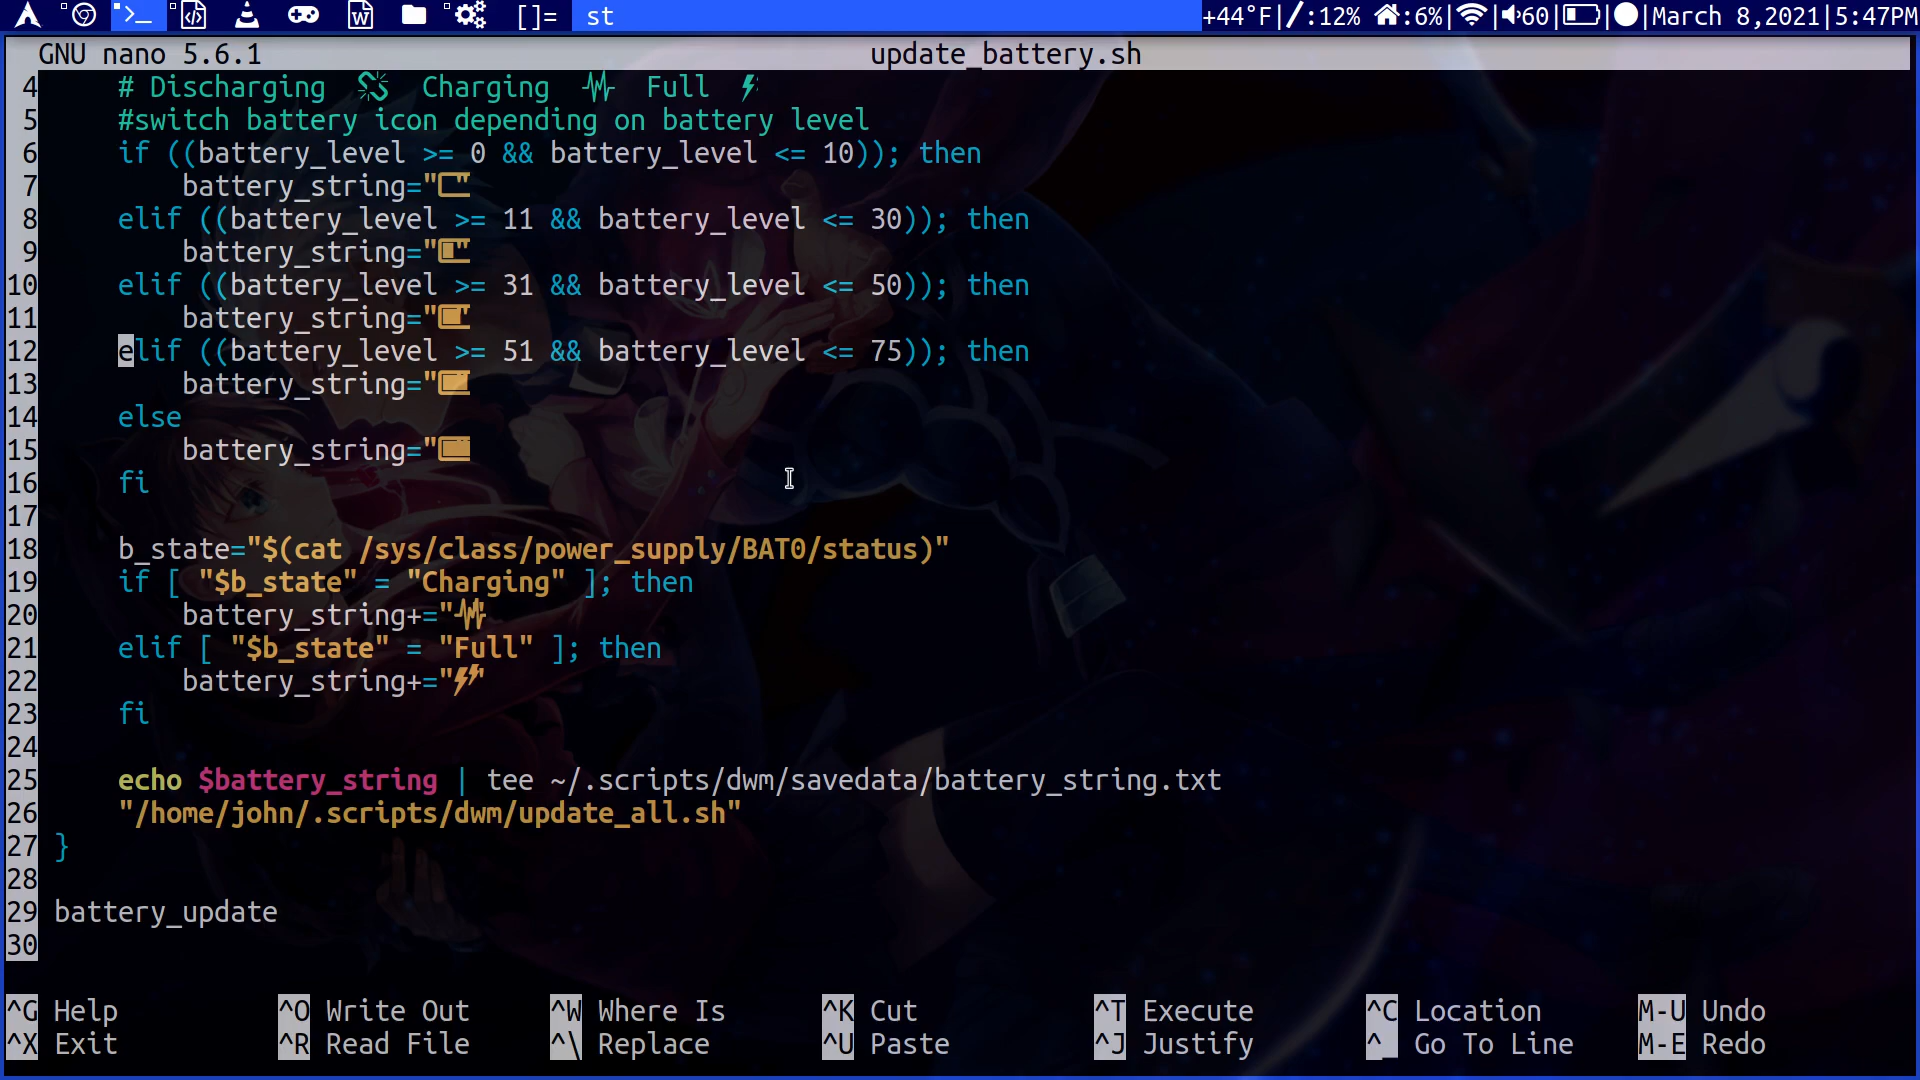 []= st +44°F|/:12% :6%| | 60| | |March 8,2021|5:47PM
GNU nano 5.6.1 update_battery.sh
4 # Discharging Charging Full
5 #switch battery icon depending on battery level
6 if ((battery_level >= 0 && battery_level <= 10)); then
7 battery_string=" "
8 elif ((battery_level >= 11 && battery_level <= 30)); then
9 battery_string=" "
10 elif ((battery_level >= 31 && battery_level <= 50)); then
11 battery_string=" "
12 elif ((battery_level >= 51 && battery_level <= 75)); then
13 battery_string="
14 else
15 battery_string="
16 fi
17
18 b_state="$(cat /sys/class/power_supply/BAT0/status)"
19 if [ "$b_state" = "Charging" ]; then
20 battery_string+=" "
21 elif [ "$b_state" = "Full" ]; then
22 battery_string+=" "
23 fi
24
25 echo $battery_string | tee ~/.scripts/dwm/savedata/battery_string.txt
26 "/home/john/.scripts/dwm/update_all.sh"
27 }
28
29 battery_update
30
^G Help ^O Write Out ^W Where Is ^K Cut ^T Execute ^C Location M-U Undo
^X Exit ^R Read File ^\ Replace ^U Paste ^J Justify ^_ Go To Line M-E Redo